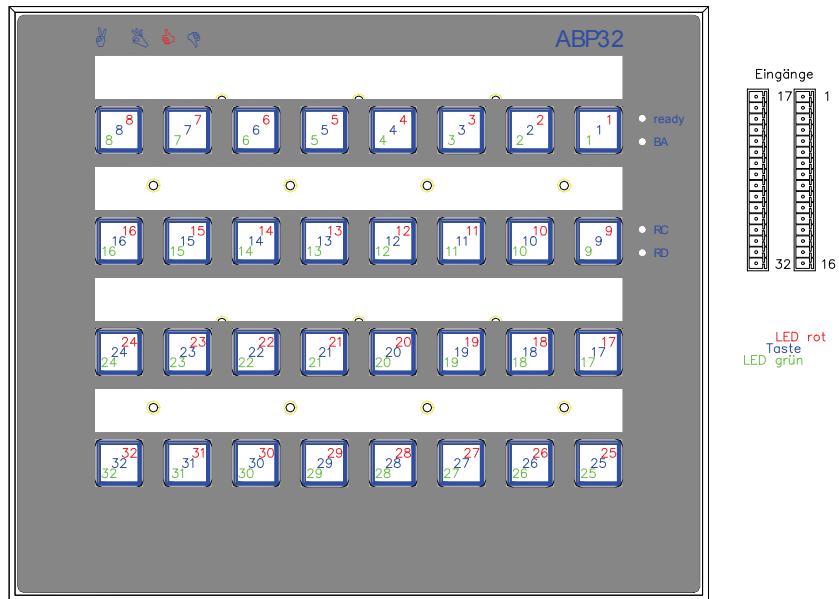 ABP32
Eingänge
17 1
32 16
8 7 6 5 4 3 2 1
8 7 6 5 4 3 2 1
8 7 6 5 4 3 2 1
ready
BA
16 15 14 13 12 11 10 9
16 15 14 13 12 11 10 9
16 15 14 13 12 11 10 9
RC
RD
24 23 22 21 20 19 18 17
24 23 22 21 20 19 18 17
24 23 22 21 20 19 18 17
LED rot
Taste
LED grün
32 31 30 29 28 27 26 25
32 31 30 29 28 27 26 25
32 31 30 29 28 27 26 25